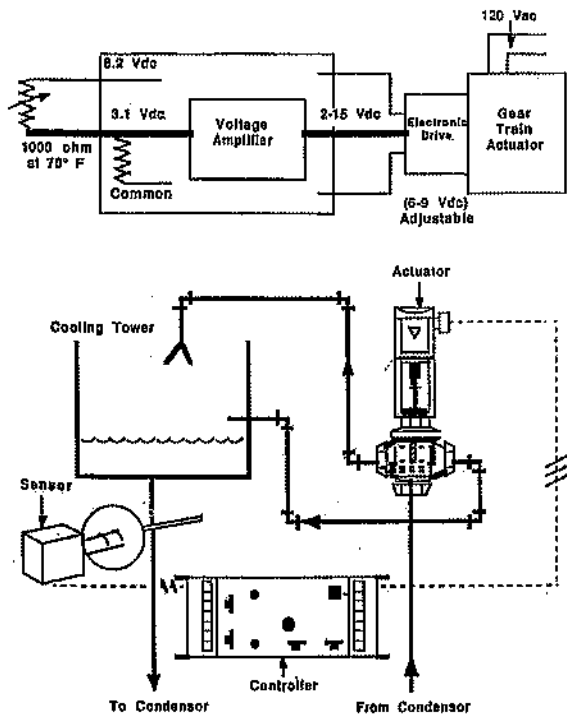 120 Vac
8.2 Vdc
3.1 Vdc
2-15 Vdc
Voltage
Amplifier
Electronic
Drive
Gear
Train
Actuator
1000 ohm
at 70° F
Common
(6-9 Vdc)
Adjustable
Actuator
Cooling Tower
Sensor
Controller
To Condensor
From Condensor